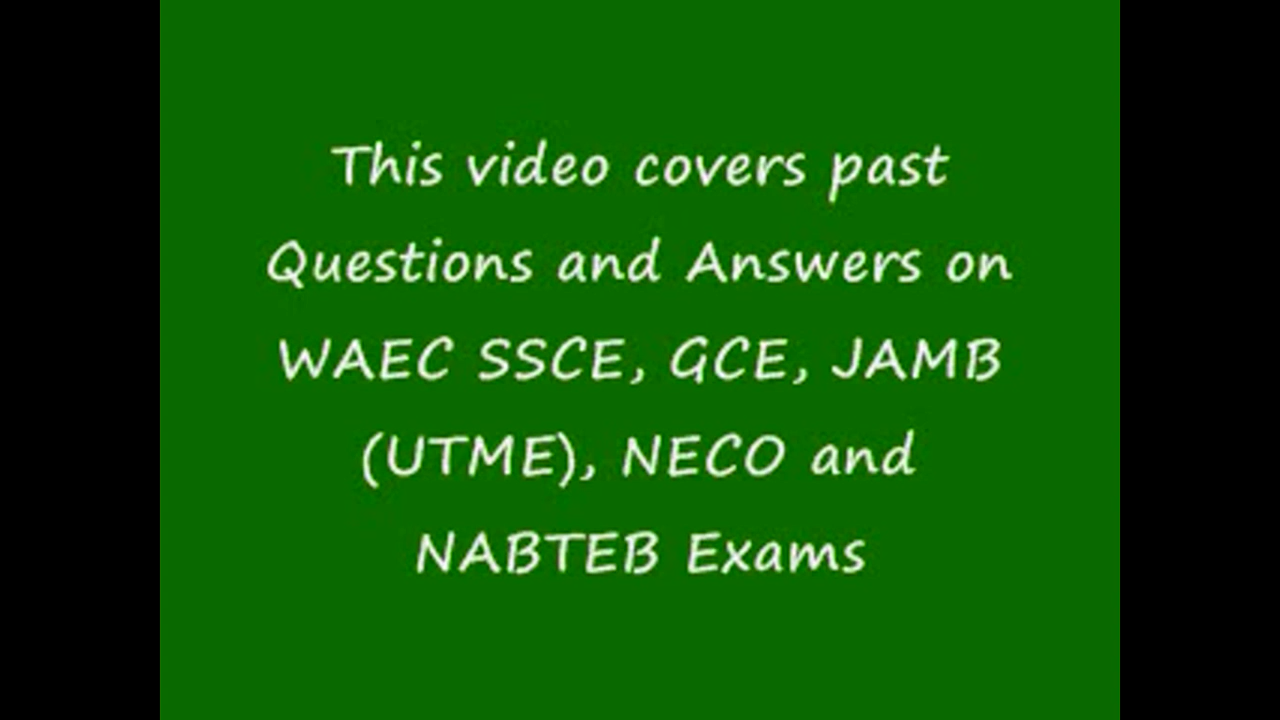 This video covers past
Questions and Answers on
WAEC SSCE, GCE, JAMB
(UTME), NECO and
NABTEB Exams